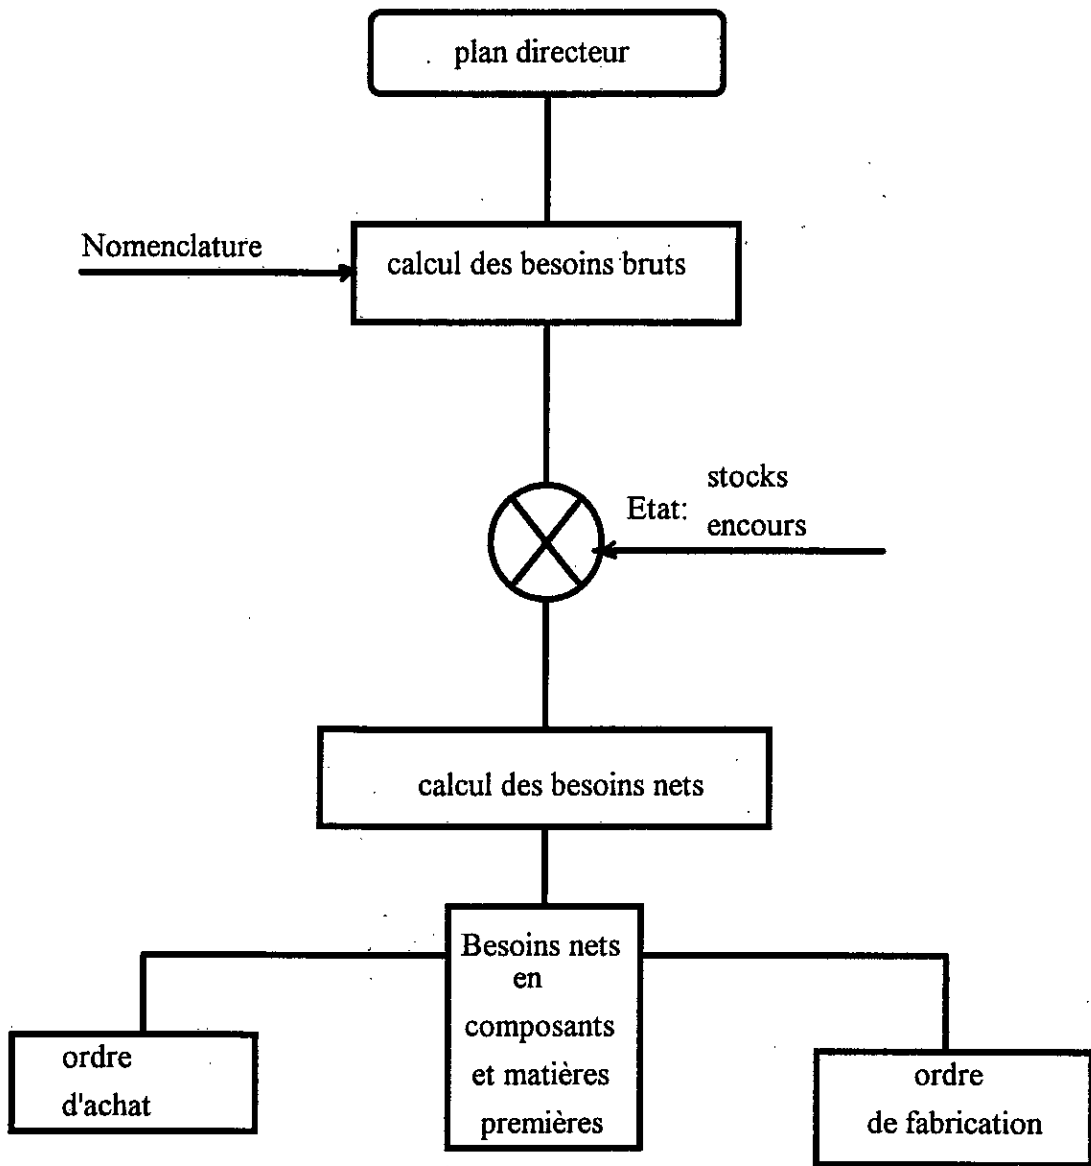 plan directeur
Nomenclature
calcul des besoins bruts
Etat:
stocks
encours
calcul des besoins nets
Besoins nets
en
composants
et matières
premières
ordre
d'achat
ordre
de fabrication